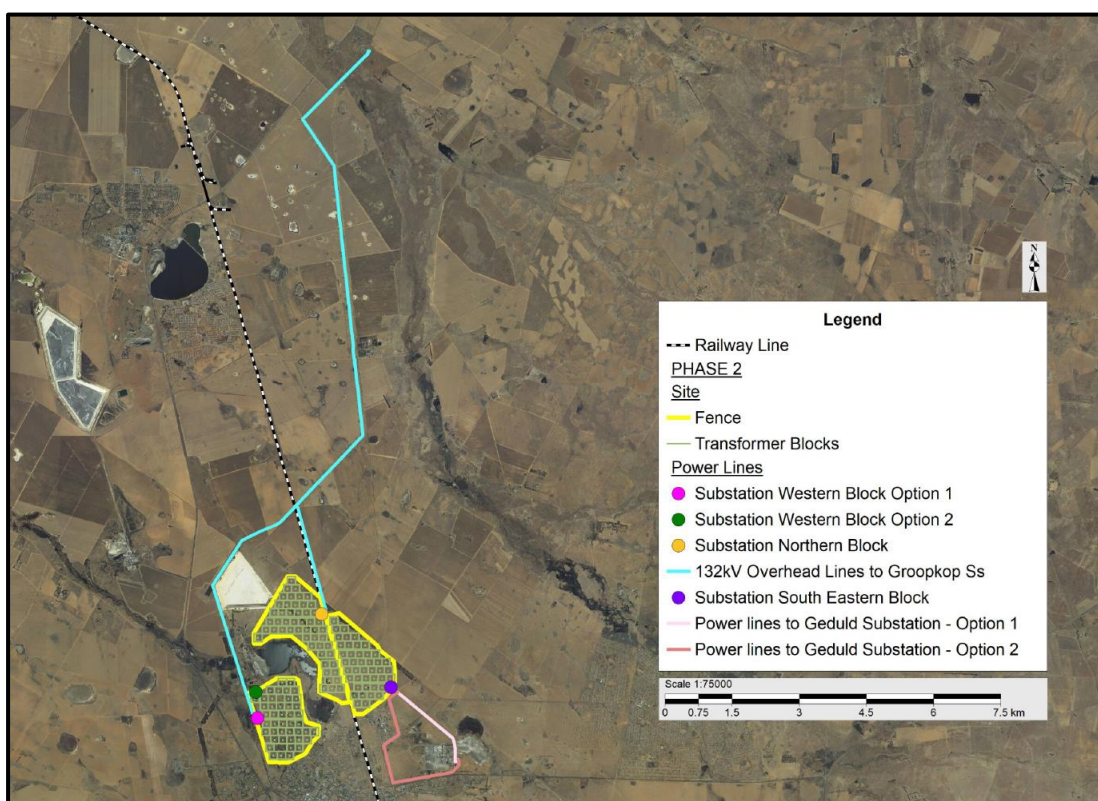 N
Legend
Railway Line
PHASE 2
Site
Fence
Transformer Blocks
Power Lines
Substation Western Block Option 1
Substation Western Block Option 2
Substation Northern Block
132kV Overhead Lines to Groopkop Ss
Substation South Eastern Block
Power lines to Geduld Substation - Option 1
Power lines to Geduld Substation - Option 2
Scale 1:75000
0 0.75 1.5 3 4.5 6 7.5 km